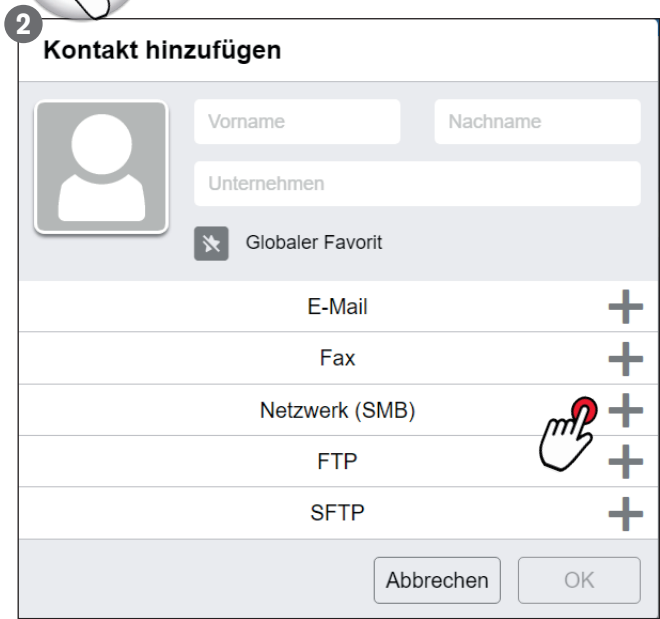 2
Kontakt hinzufügen
Vorname Nachname
Unternehmen
Globaler Favorit
E-Mail
Fax
Netzwerk (SMB)
FTP
SFTP
Abbrechen OK